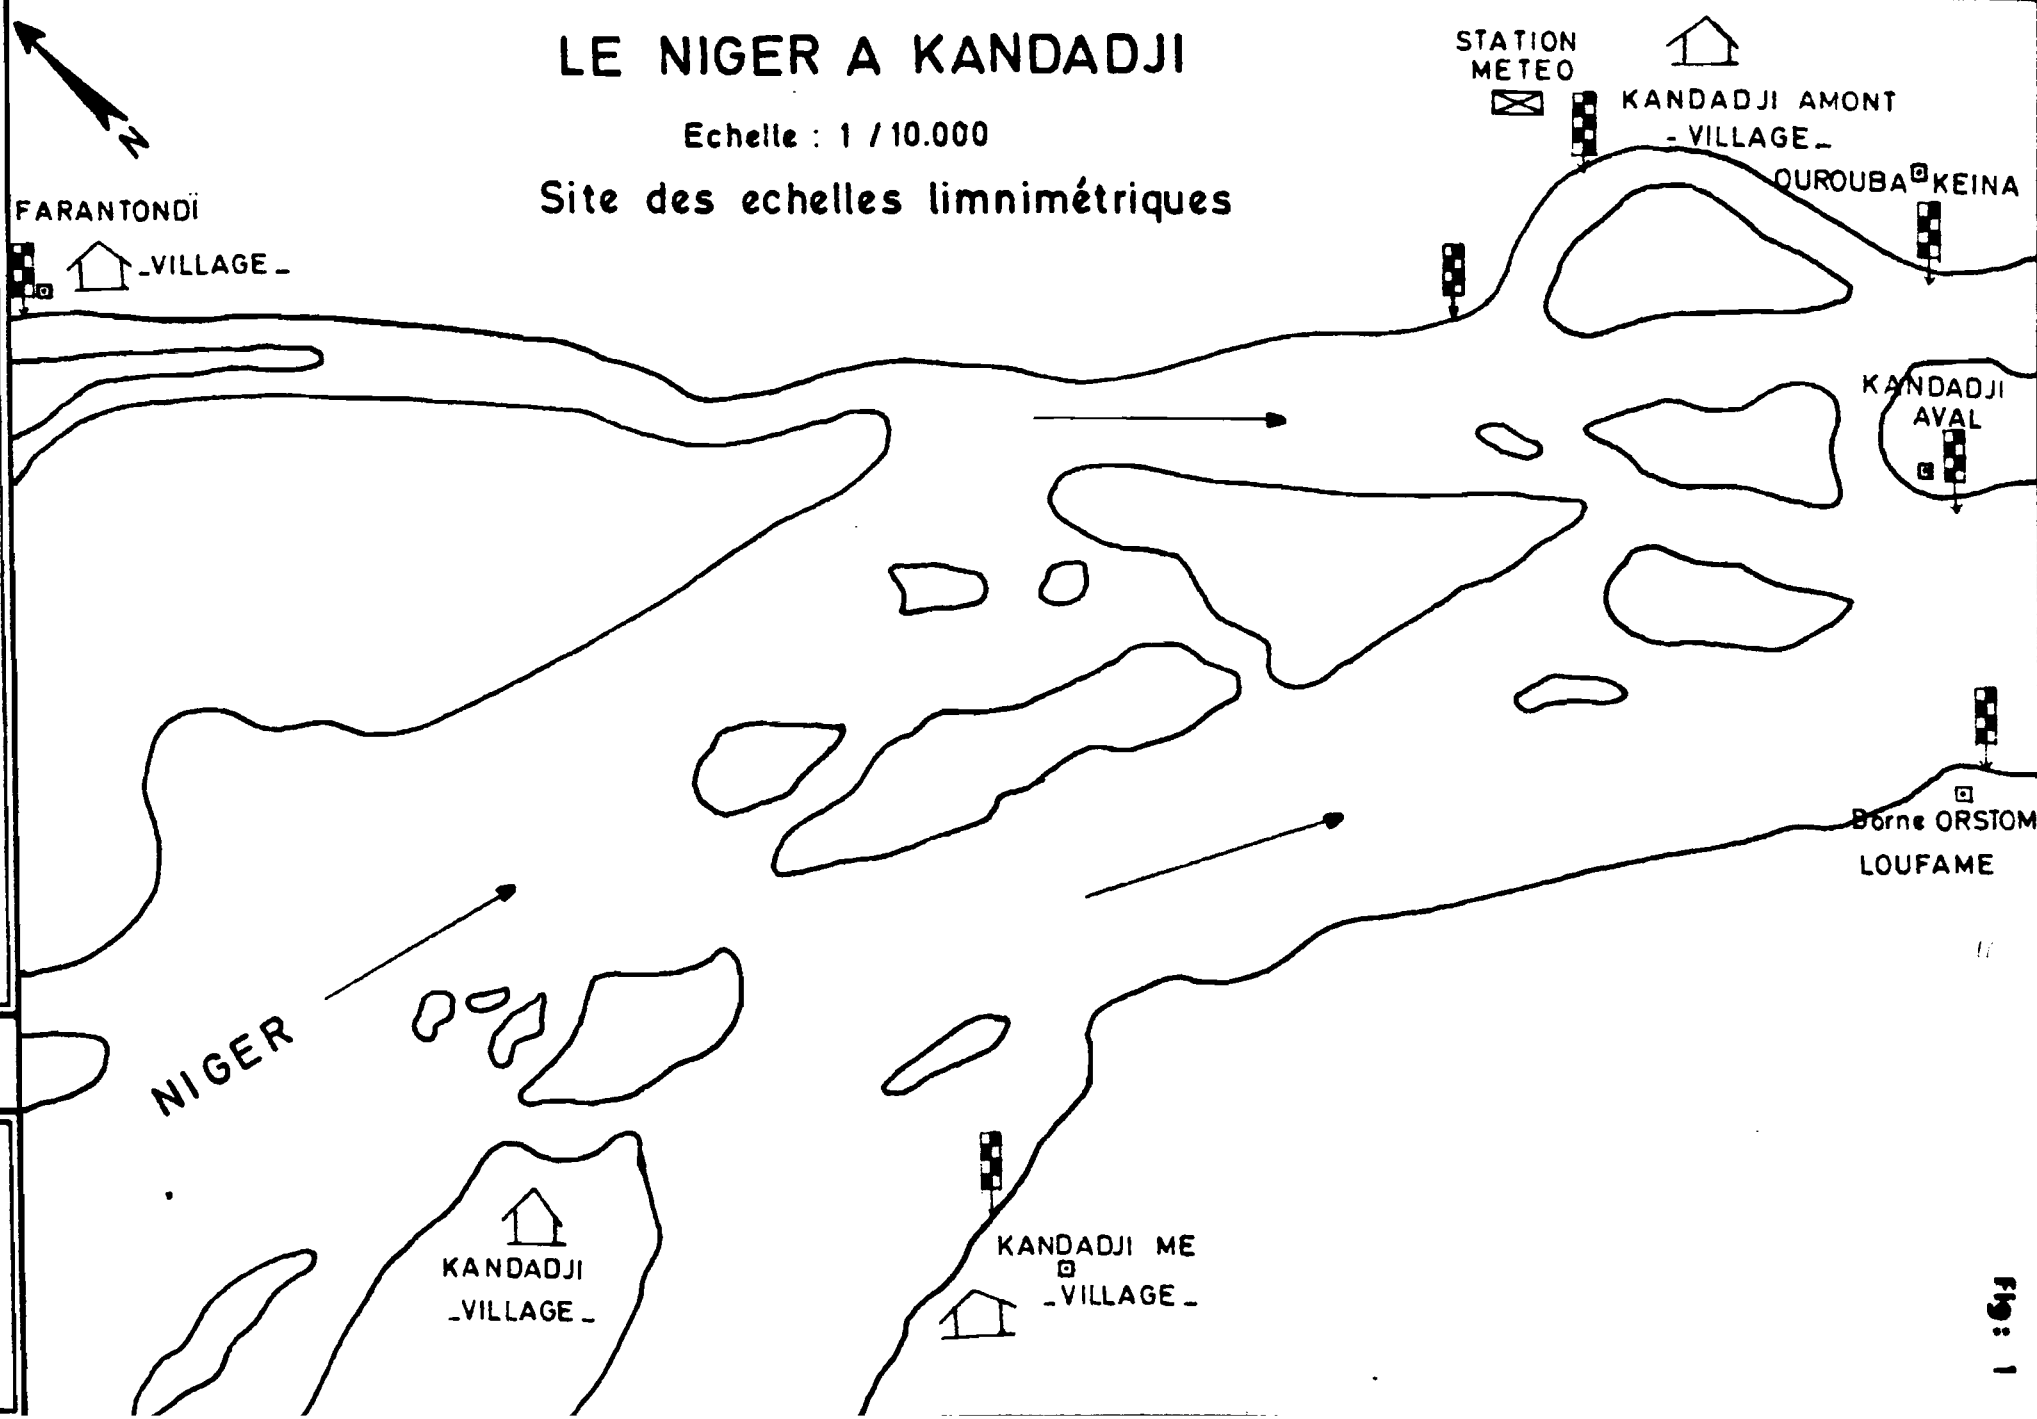 LE NIGER A KANDADJI
Echelle : 1 / 10.000
Site des echelles limnimétriques
N
STATION
METEO
KANDADJI AMONT
- VILLAGE -
OUROUBA KEINA
FARANTONDÏ
- VILLAGE -
KANDADJI
AVAL
Borne ORSTOM
LOUFAME
NIGER
KANDADJI ME
- VILLAGE -
KANDADJI
- VILLAGE -
Fig: 1